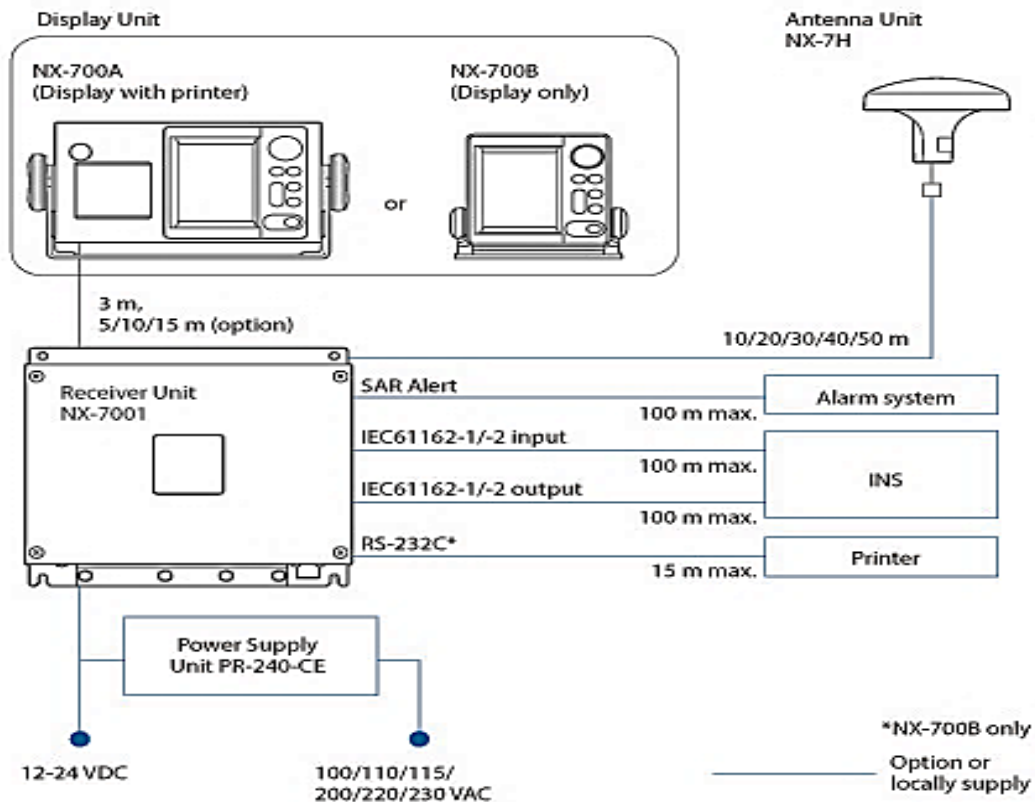 Display Unit
NX-700A
(Display with printer)
or
NX-700B
(Display only)
Antenna Unit
NX-7H
3 m,
5/10/15 m (option)
10/20/30/40/50 m
Receiver Unit
NX-7001
SAR Alert
100 m max.
Alarm system
IEC61162-1/-2 input
100 m max.
IEC61162-1/-2 output
100 m max.
INS
RS-232C*
15 m max.
Printer
Power Supply
Unit PR-240-CE
12-24 VDC
100/110/115/
200/220/230 VAC
*NX-700B only
Option or
locally supply